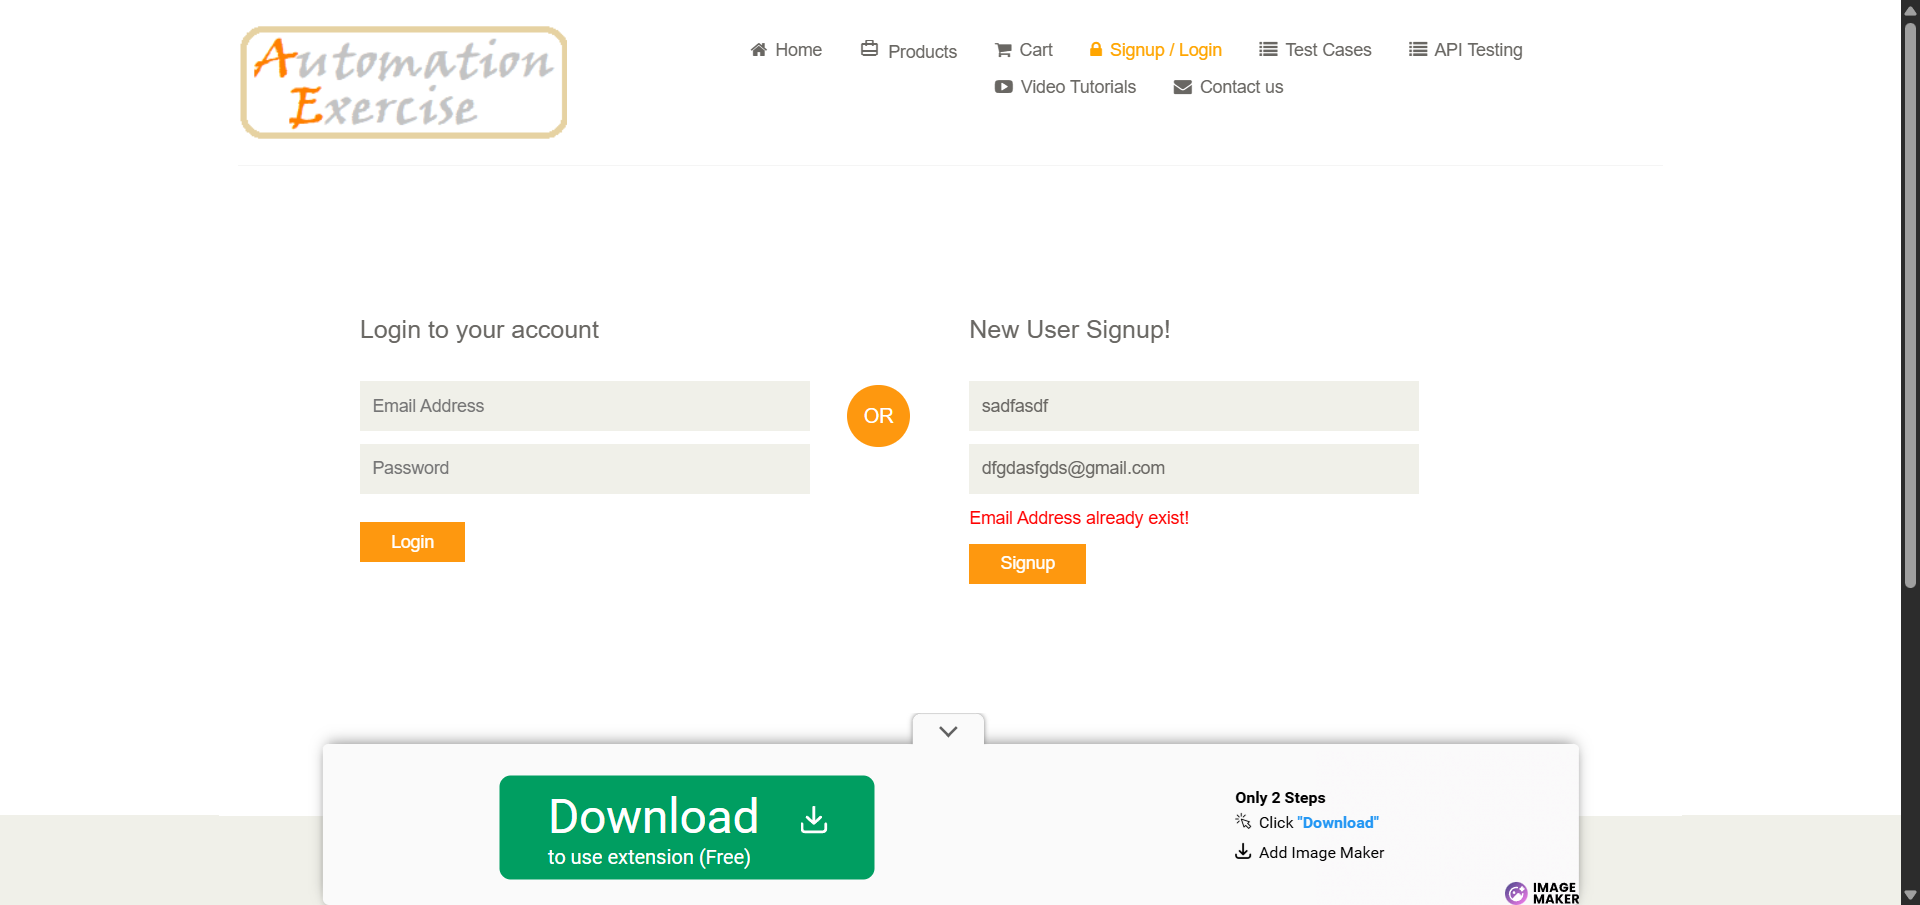 Automation
Exercise
Home
Products
Cart
Signup / Login
Test Cases
API Testing
Video Tutorials
Contact us
Login to your account
Email Address
Password
Login
OR
New User Signup!
sadfasdf
dfgdasfgds@gmail.com
Email Address already exist!
Signup
Download
to use extension (Free)
Only 2 Steps
Click "Download"
Add Image Maker
IMAGE
MAKER